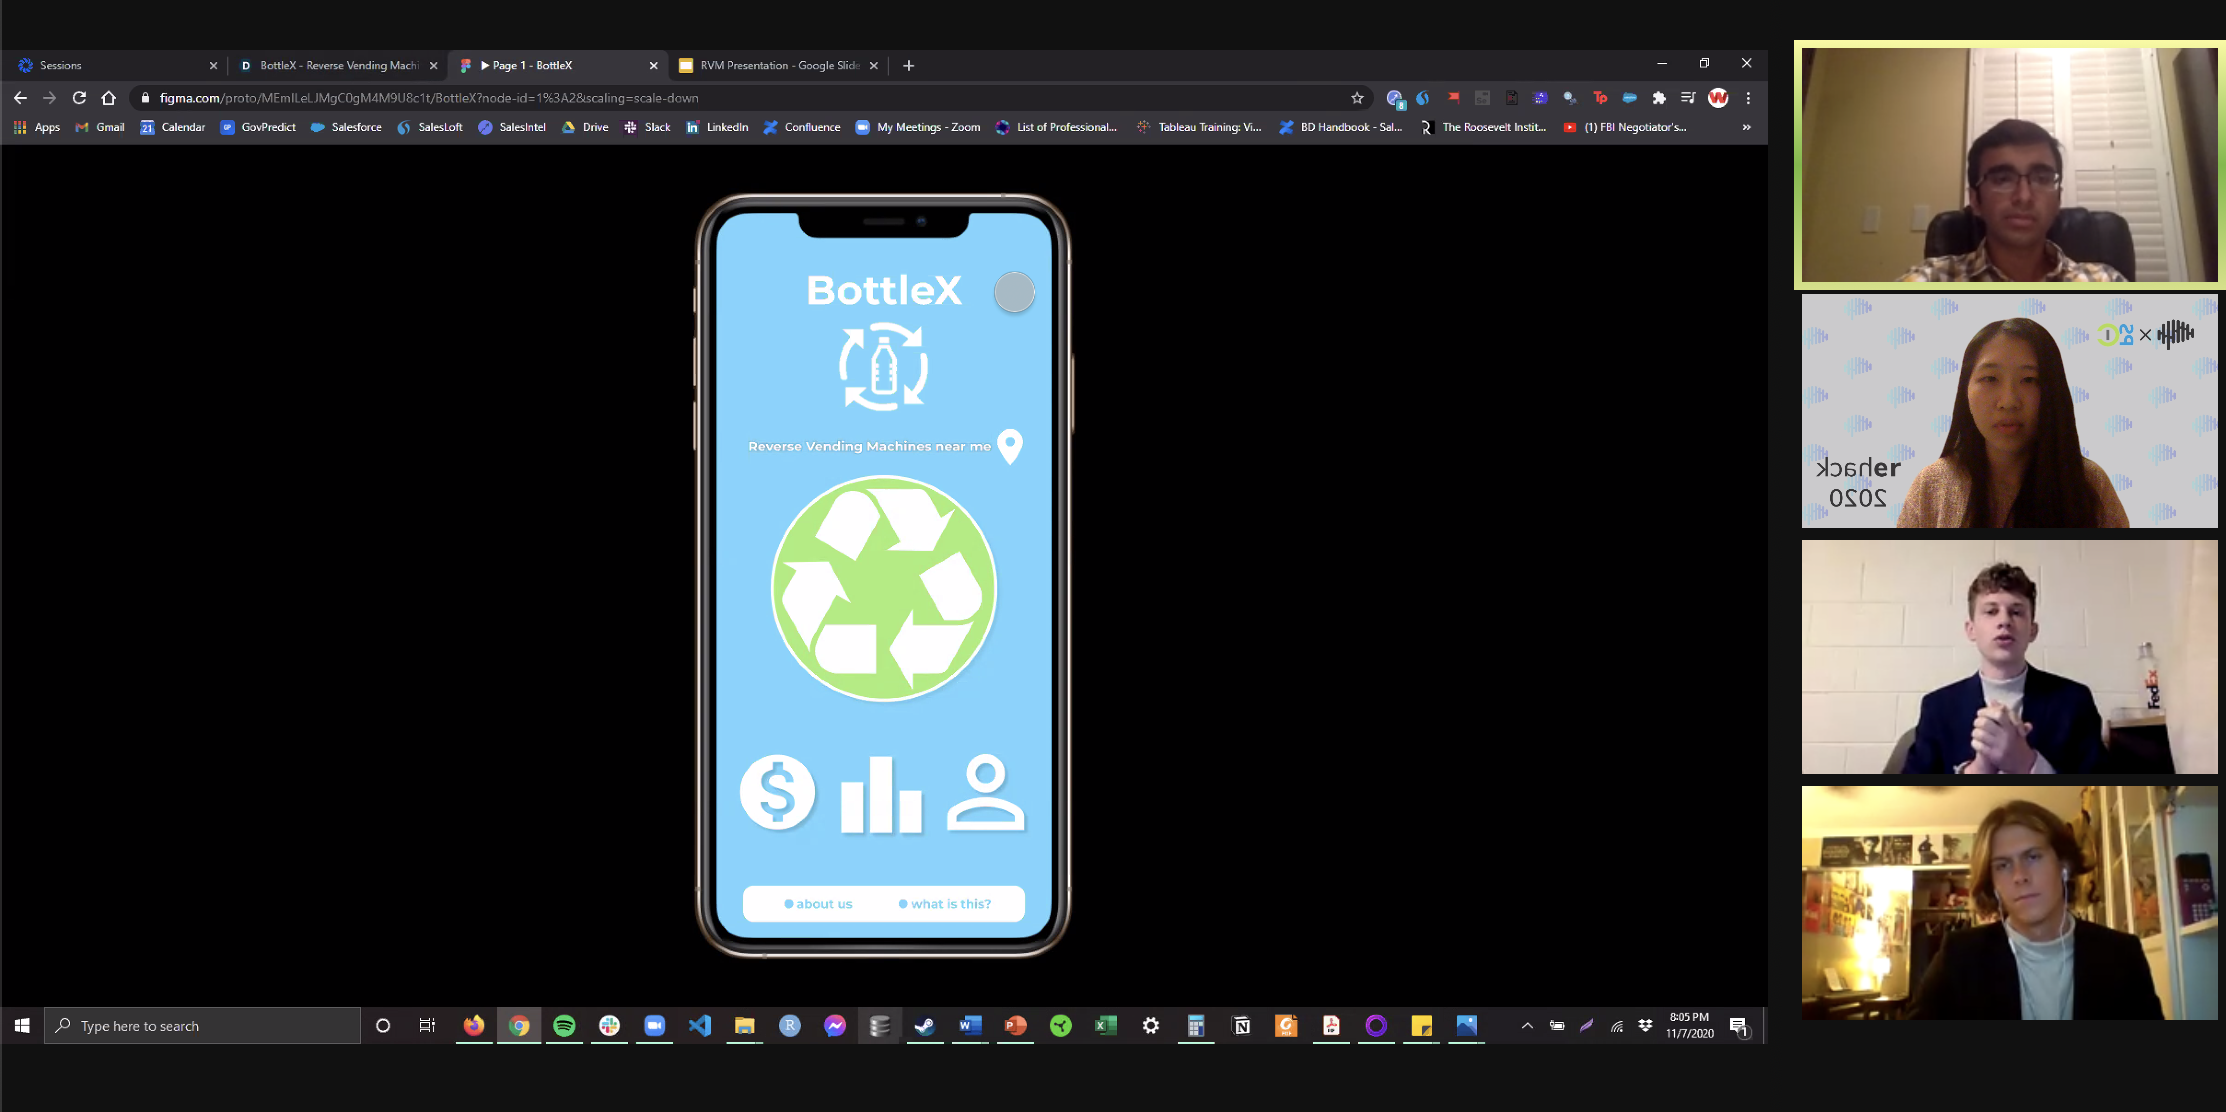 Sessions
BottleX - Reverse Vending Machi
▶ Page 1 - BottleX
RVM Presentation - Google Slide
figma.com/proto/MEmILeLJMgC0gM4M9U8c1t/BottleX?node-id=1%3A2&scaling=scale-down
Apps
Gmail
Calendar
GovPredict
Salesforce
SalesLoft
SalesIntel
Drive
Slack
LinkedIn
Confluence
My Meetings - Zoom
List of Professional...
Tableau Training: Vi...
BD Handbook - Sal...
The Roosevelt Instit...
(1) FBI Negotiator's...
BottleX
Reverse Vending Machines near me
$
about us
what is this?
rehack
2020
FedEx
Type here to search
8:05 PM
11/7/2020